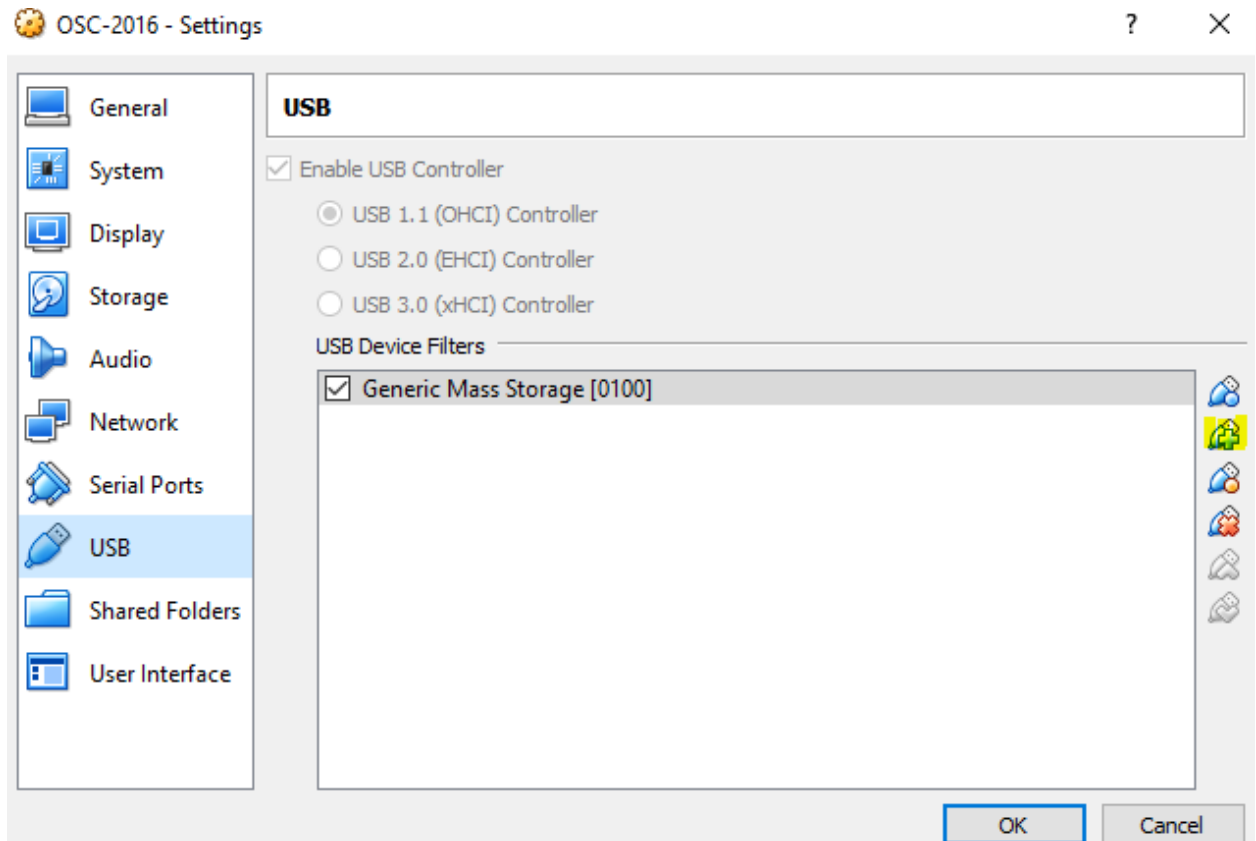 OSC-2016 - Settings
?
General
System
Display
Storage
Audio
Network
Serial Ports
USB
Shared Folders
User Interface
USB
Enable USB Controller
USB 1.1 (OHCI) Controller
USB 2.0 (EHCI) Controller
USB 3.0 (xHCI) Controller
USB Device Filters
Generic Mass Storage [0100]
OK
Cancel